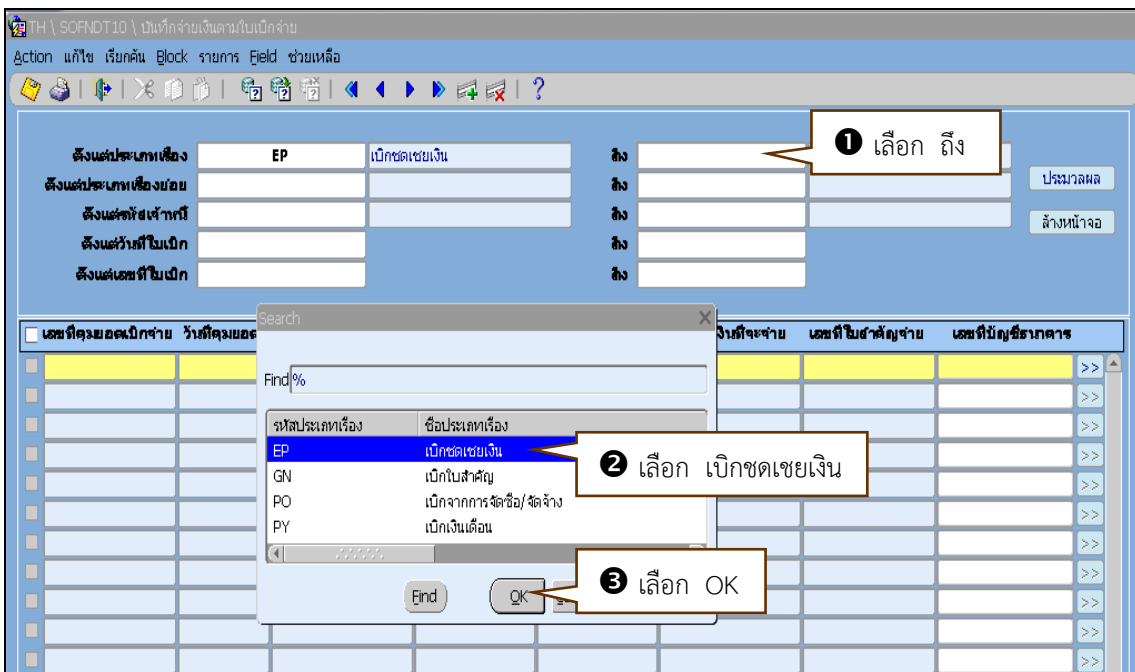 TH \ SOFNDT10 \ บันทึกจ่ายเงินตามใบเบิกจ่าย
Action แก้ไข เรียกค้น Block รายการ Field ช่วยเหลือ
ตั้งแต่ประเภทเรื่อง EP เบิกชดเชยเงิน ถึง
❶ เลือก ถึง
ตั้งแต่ประเภทเรื่องย่อย ถึง
ประมวลผล
ตั้งแต่รหัสเจ้าหนี้ ถึง
ล้างหน้าจอ
ตั้งแต่วันที่ใบเบิก ถึง
ตั้งแต่เลขที่ใบเบิก ถึง
Search X
เลขที่คุมยอดเบิกจ่าย วันที่คุมยอด เงินที่จะจ่าย เลขที่ใบสำคัญจ่าย เลขที่บัญชีธนาคาร
Find %
รหัสประเภทเรื่อง ชื่อประเภทเรื่อง
EP เบิกชดเชยเงิน
❷ เลือก เบิกชดเชยเงิน
GN เบิกใบสำคัญ
PO เบิกจากการจัดซื้อ/จัดจ้าง
PY เบิกเงินเดือน
❸ เลือก OK
Find OK
>>
>>
>>
>>
>>
>>
>>
>>
>>
>>
>>